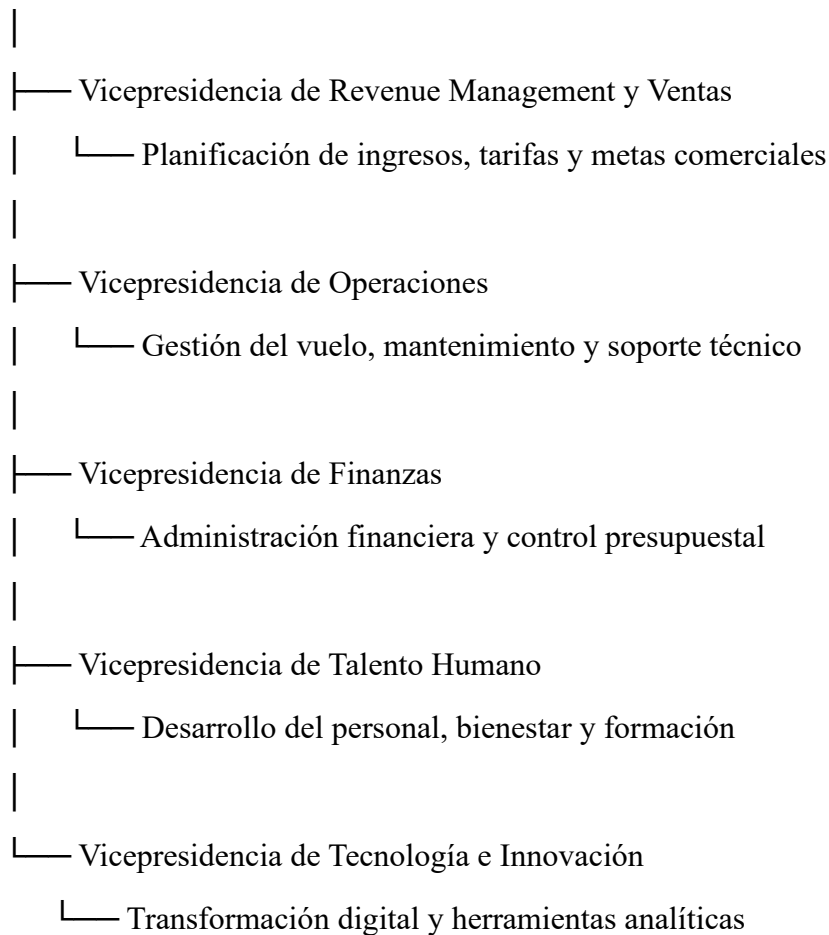 │
├── Vicepresidencia de Revenue Management y Ventas
│ └── Planificación de ingresos, tarifas y metas comerciales
│
├── Vicepresidencia de Operaciones
│ └── Gestión del vuelo, mantenimiento y soporte técnico
│
├── Vicepresidencia de Finanzas
│ └── Administración financiera y control presupuestal
│
├── Vicepresidencia de Talento Humano
│ └── Desarrollo del personal, bienestar y formación
│
└── Vicepresidencia de Tecnología e Innovación
└── Transformación digital y herramientas analíticas